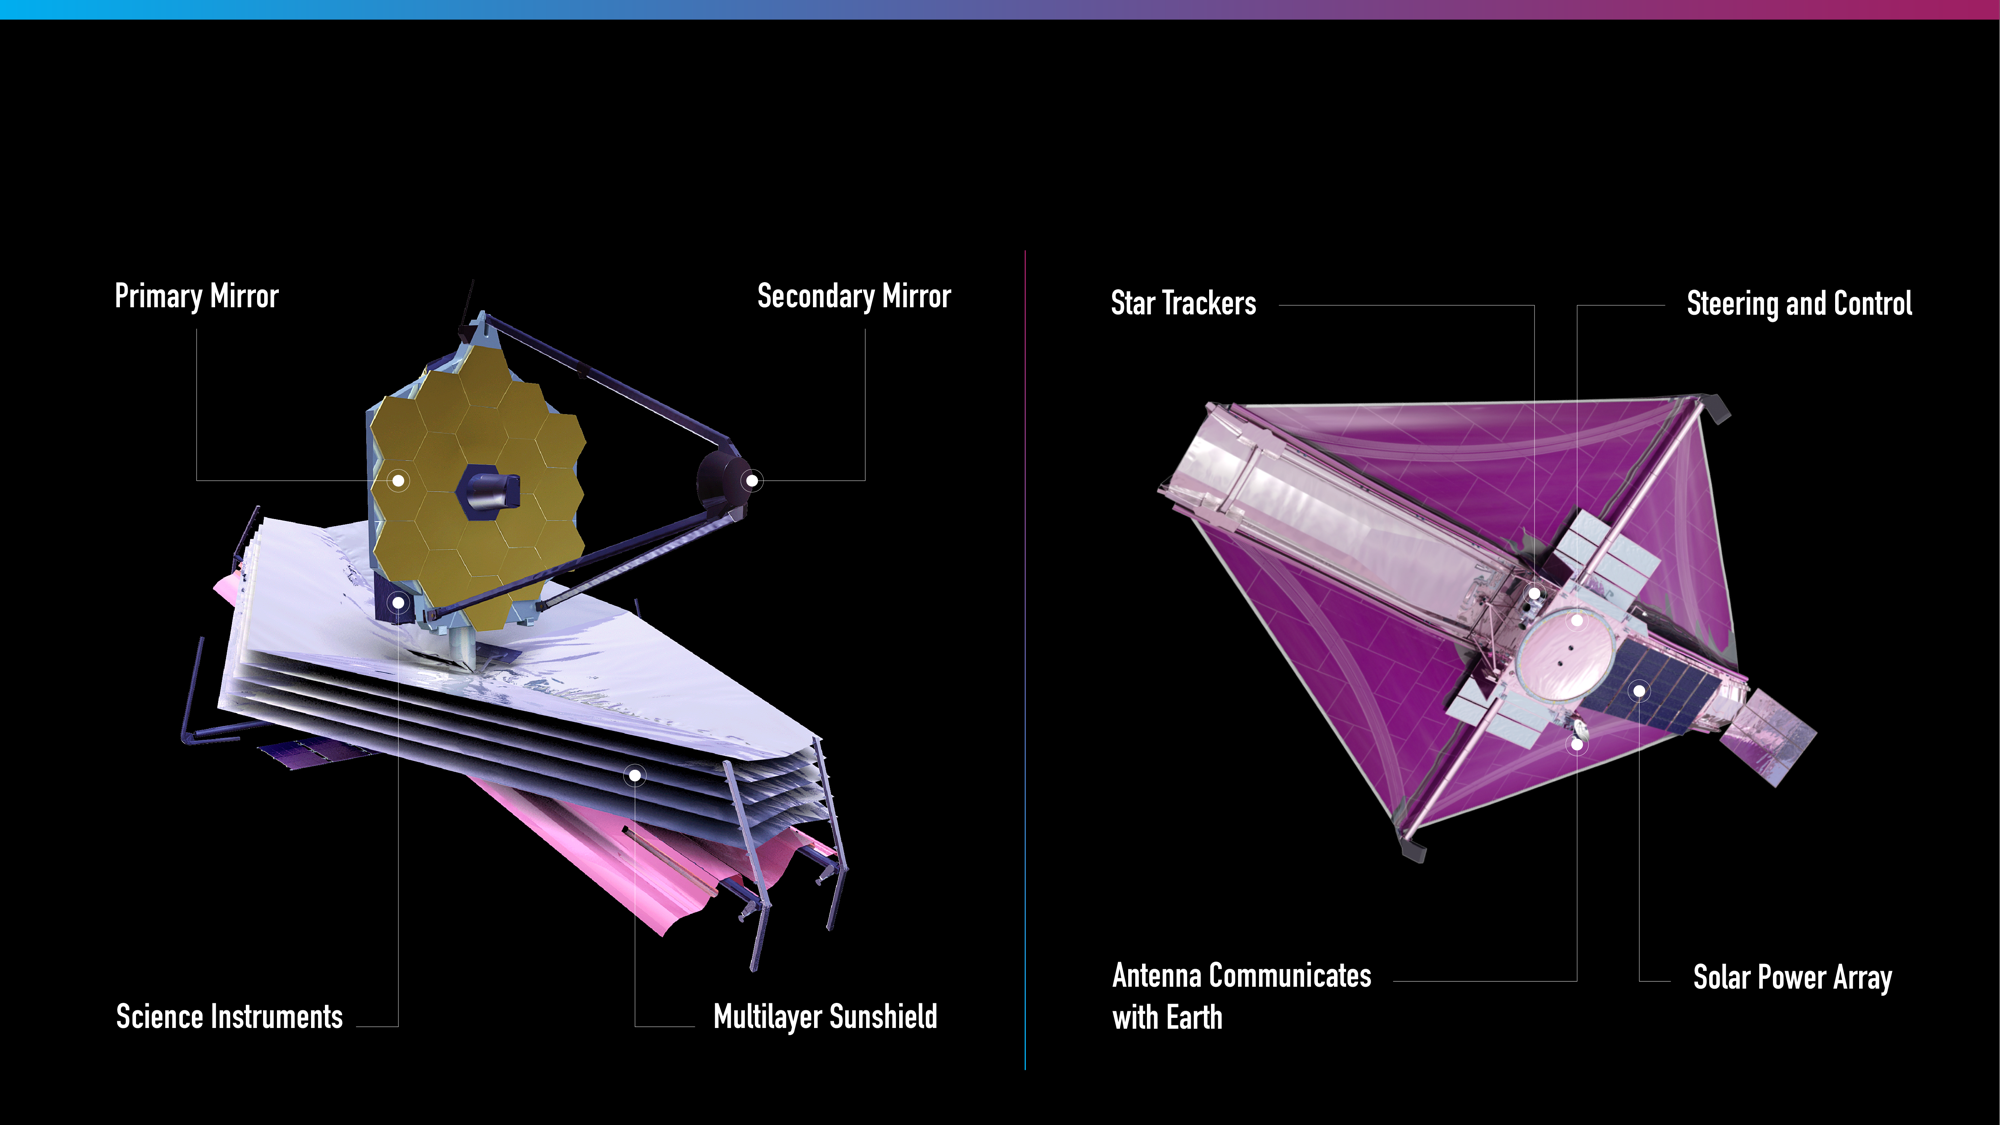 Primary Mirror
Secondary Mirror
Science Instruments
Multilayer Sunshield
Star Trackers
Steering and Control
Antenna Communicates
with Earth
Solar Power Array